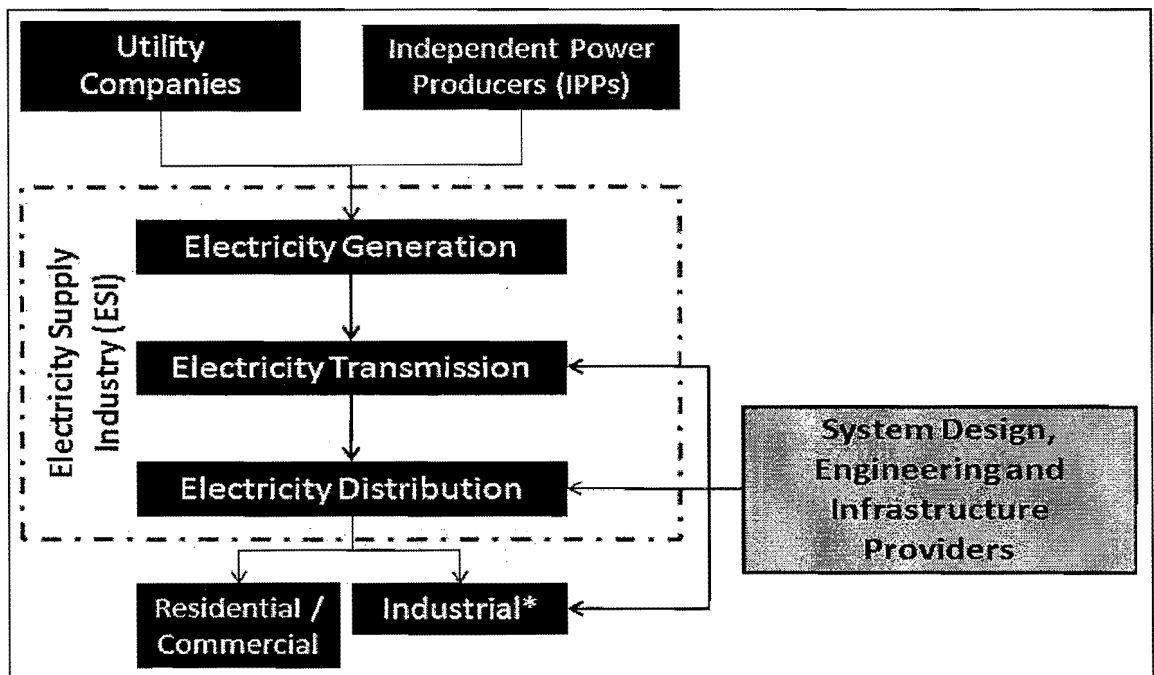 Utility
Companies
Independent Power
Producers (IPPs)
Electricity Supply
Industry (ESI)
Electricity Generation
Electricity Transmission
Electricity Distribution
System Design,
Engineering and
Infrastructure
Providers
Residential /
Commercial
Industrial*